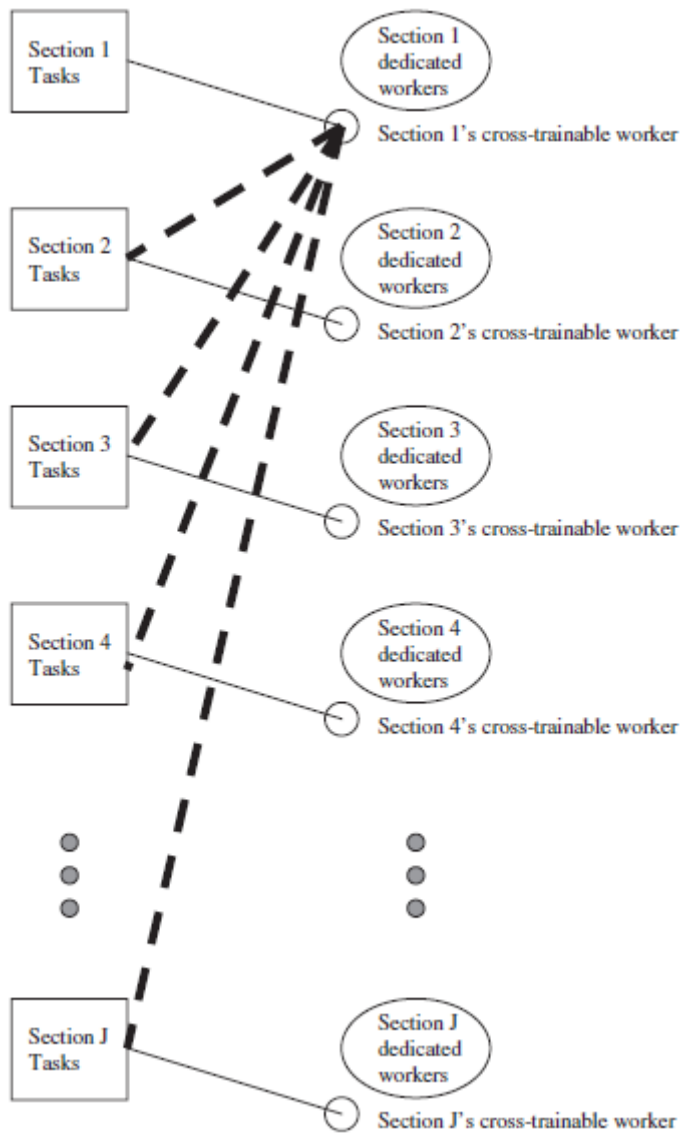 Section 1
Tasks
Section 1
dedicated
workers
Section 1's cross-trainable worker
Section 2
Tasks
Section 2
dedicated
workers
Section 2's cross-trainable worker
Section 3
Tasks
Section 3
dedicated
workers
Section 3's cross-trainable worker
Section 4
Tasks
Section 4
dedicated
workers
Section 4's cross-trainable worker
Section J
Tasks
Section J
dedicated
workers
Section J's cross-trainable worker